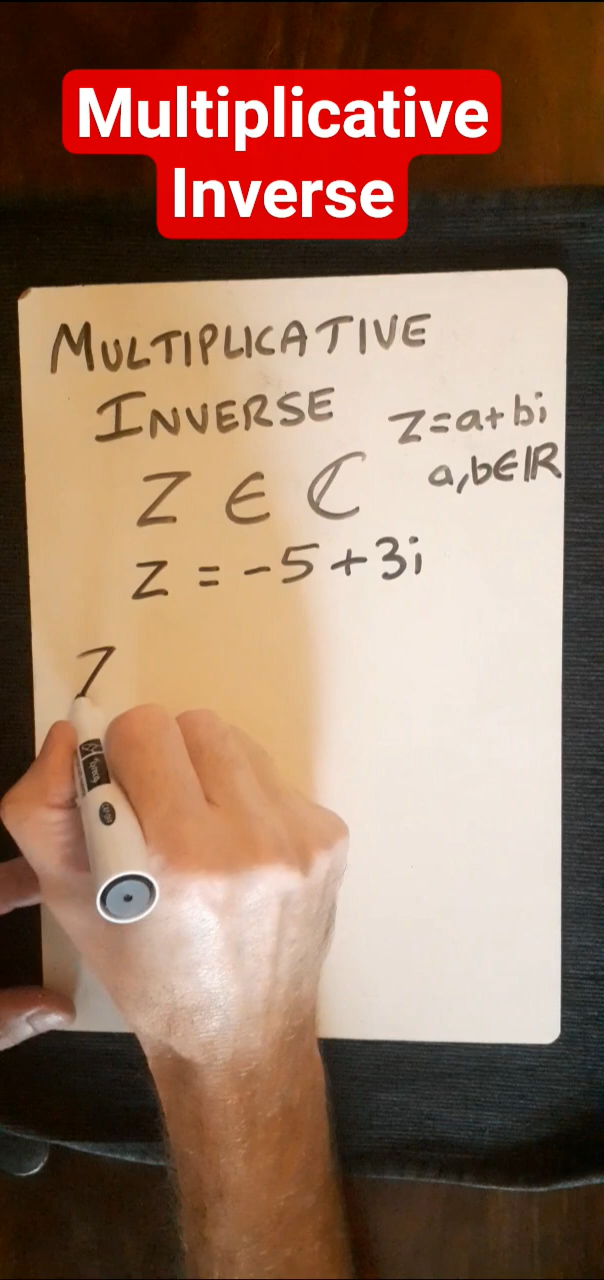 Multiplicative
Inverse
MULTIPLICATIVE
INVERSE
z=a+bi
a,b∈ℝ
Z ∈ ℂ
z = -5+3i
Z